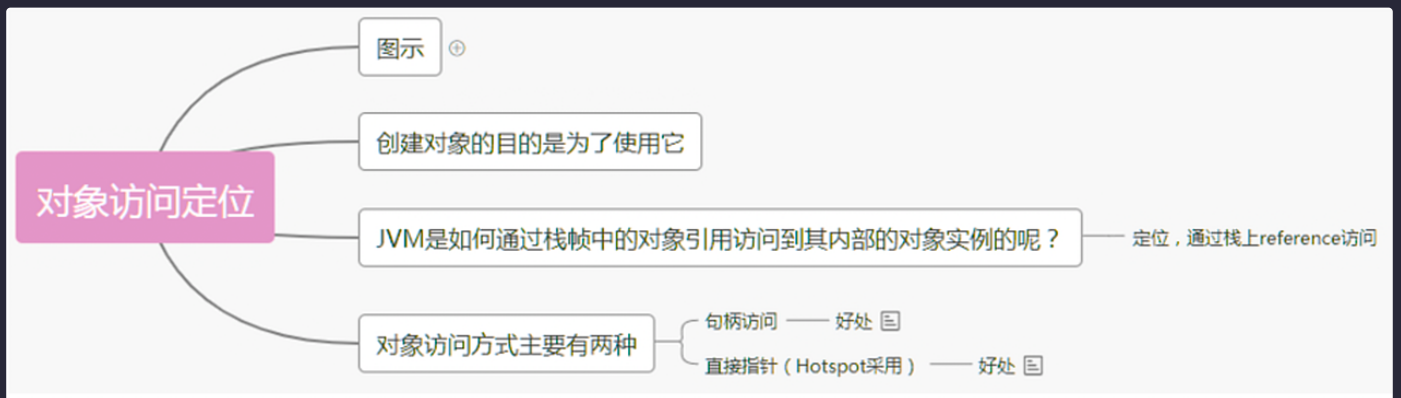 图示
创建对象的目的是为了使用它
对象访问定位
JVM是如何通过栈帧中的对象引用访问到其内部的对象实例的呢？
定位，通过栈上reference访问
对象访问方式主要有两种
句柄访问
好处
直接指针（Hotspot采用）
好处